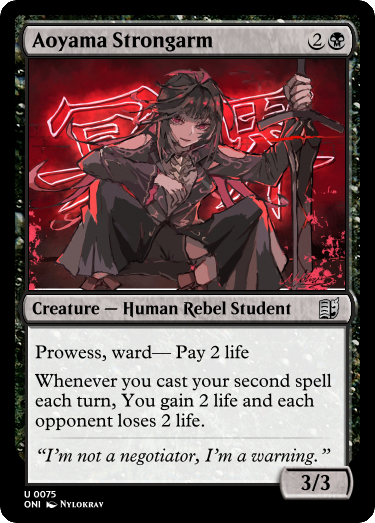 Aoyama Strongarm 2
Creature — Human Rebel Student
Prowess, ward— Pay 2 life
Whenever you cast your second spell
each turn, You gain 2 life and each
opponent loses 2 life.
“I’m not a negotiator, I’m a warning.”
3/3
U 0075
ONI Nylokrav